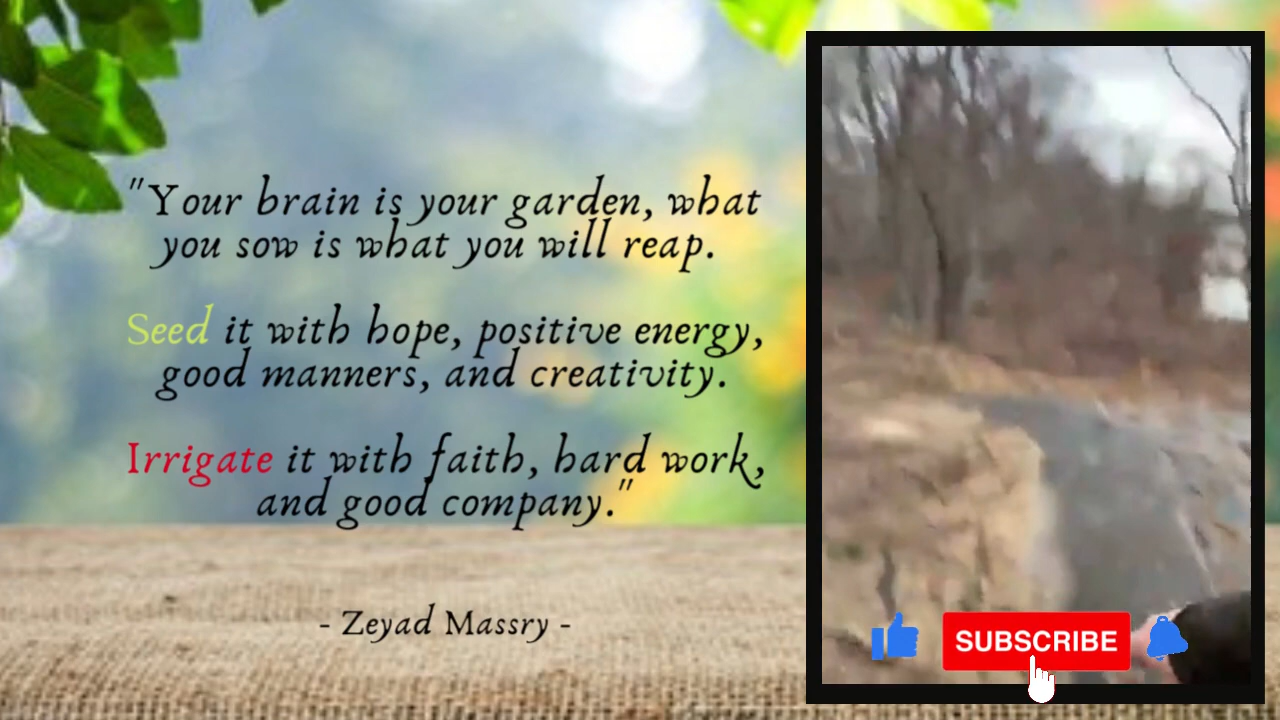 "Your brain is your garden, what
you sow is what you will reap.
Seed it with hope, positive energy,
good manners, and creativity.
Irrigate it with faith, hard work,
and good company."
- Zeyad Massry -
SUBSCRIBE